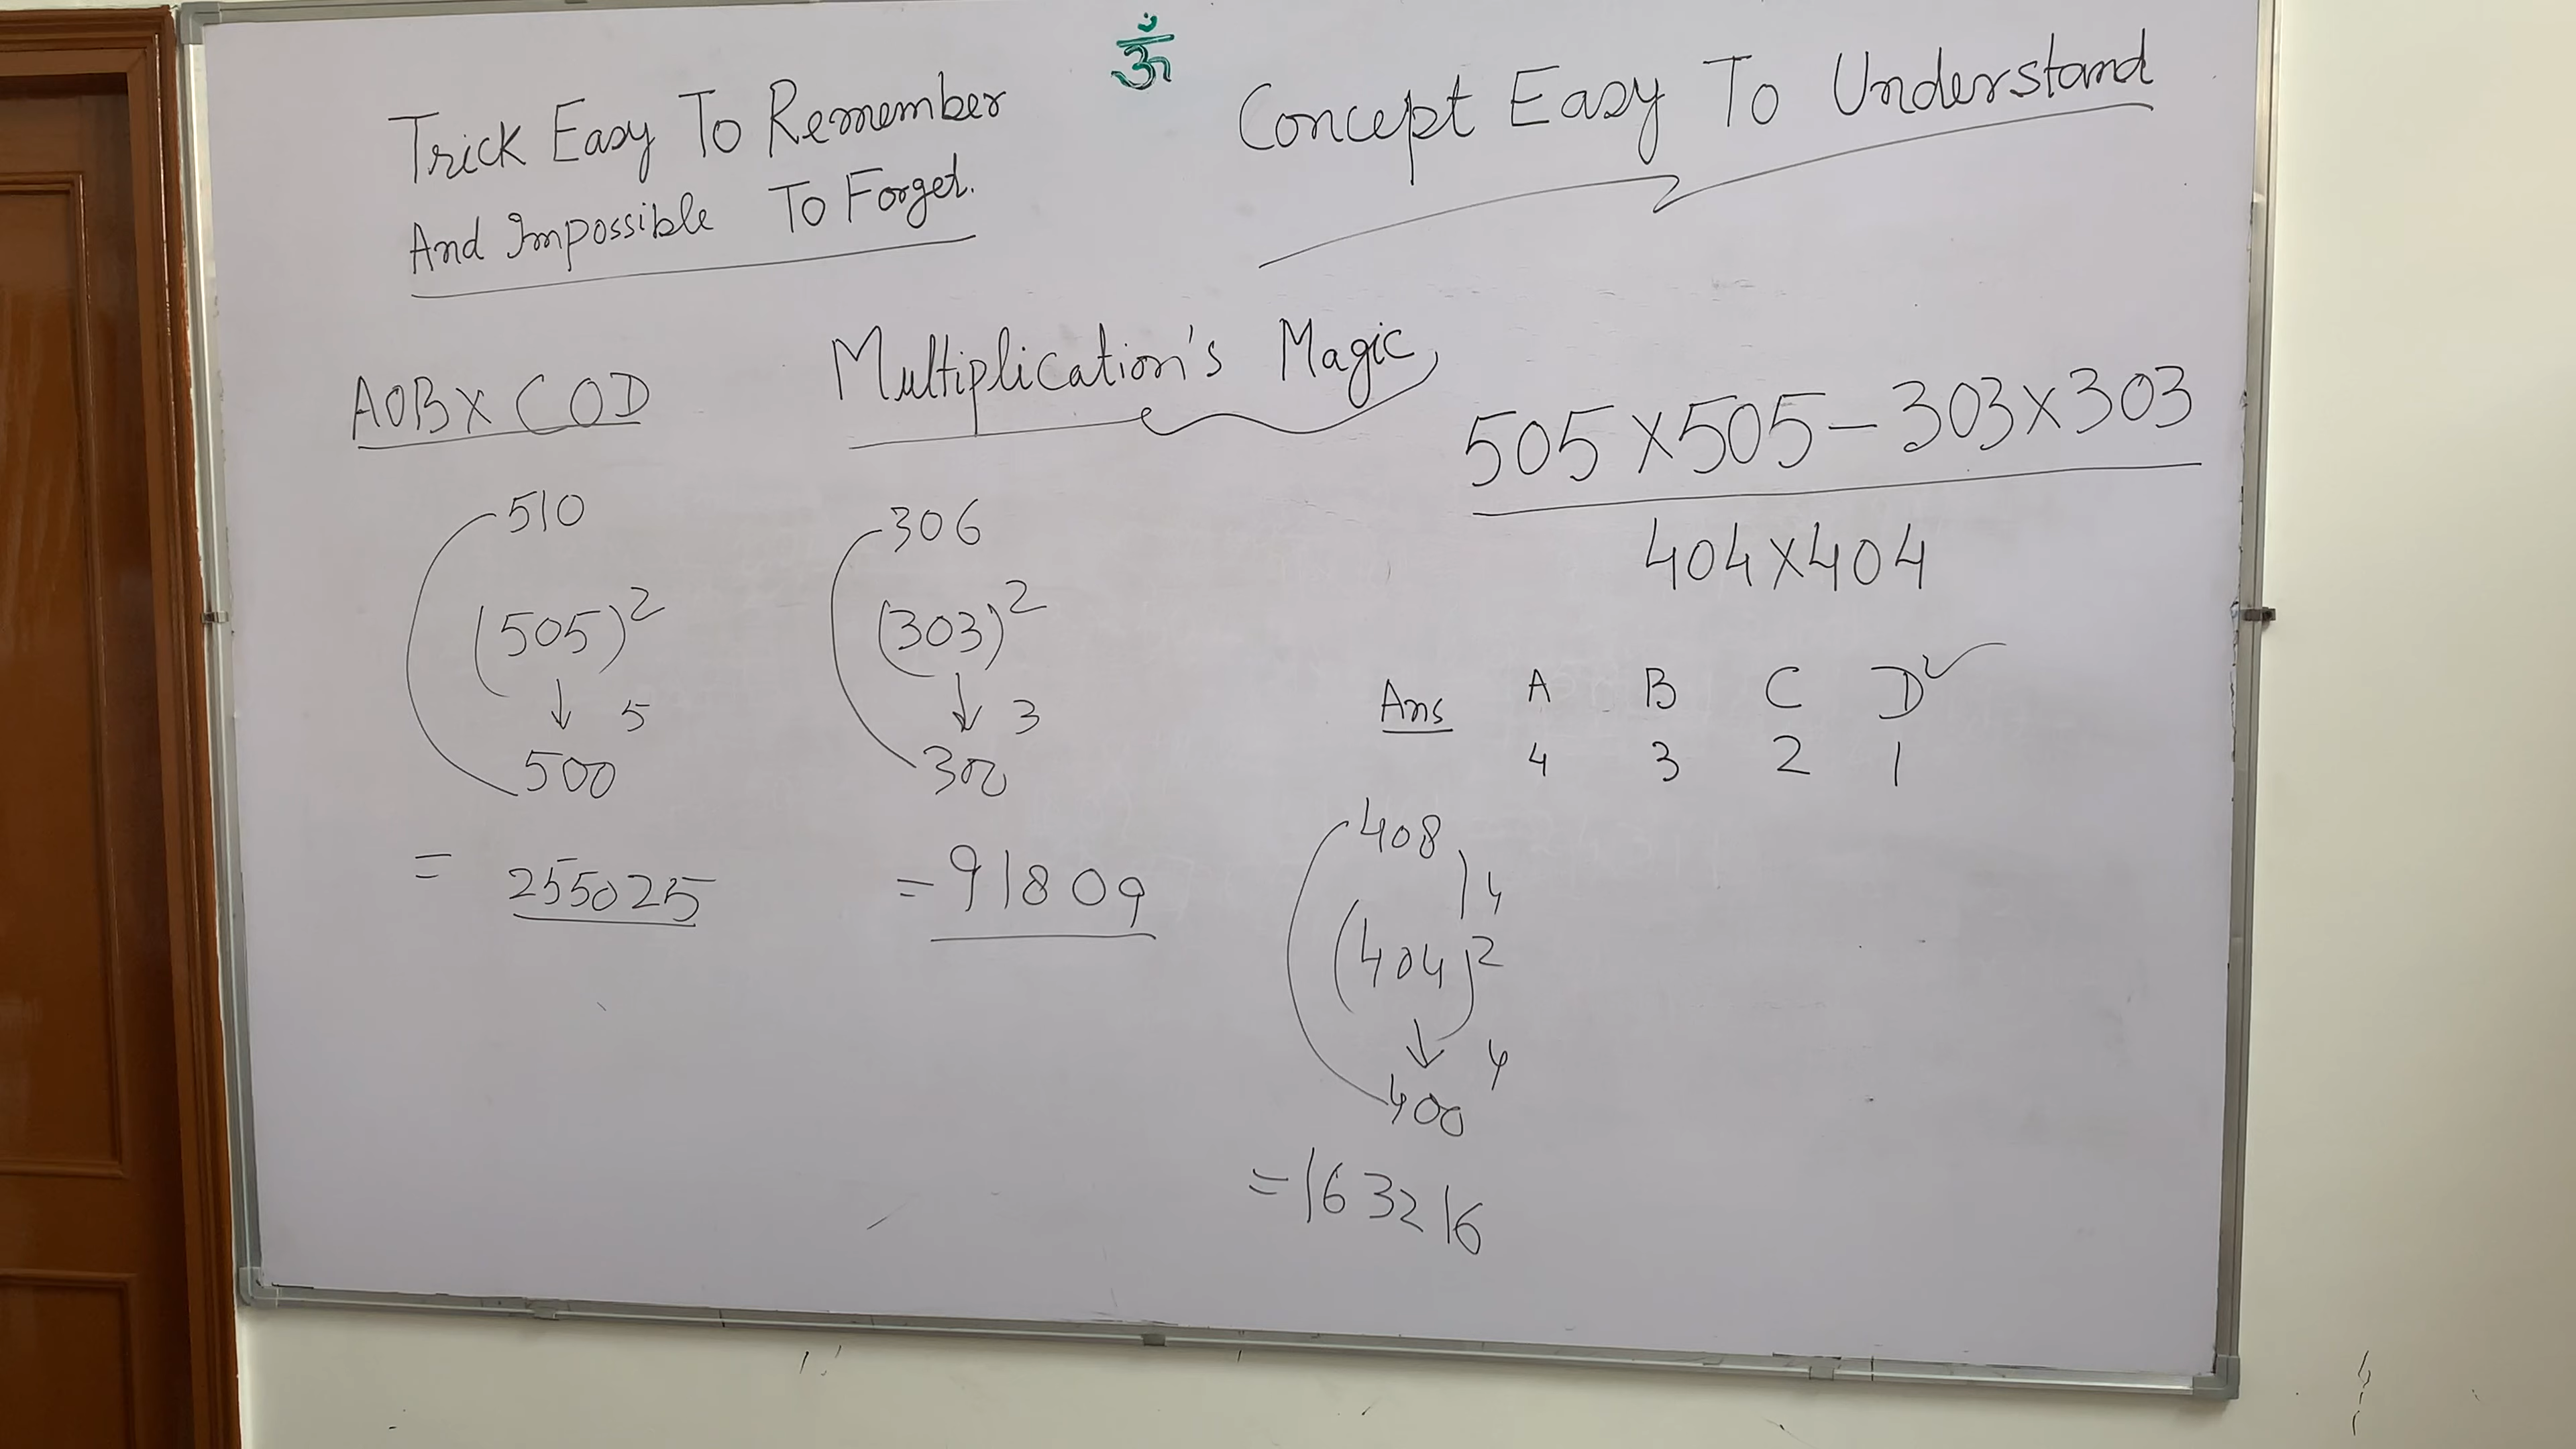 ॐ
Trick Easy To Remember
And Impossible To Forget.
Concept Easy To Understand
Multiplication's Magic
A0B X C0D
510
(505)²
↓ 5
500
= 255025
306
(303)²
↓ 3
300
= 91809
505 X 505 - 303 X 303
404 X 404
Ans A B C D ✓
4 3 2 1
408
4
(404)²
↓ 4
400
= 163216